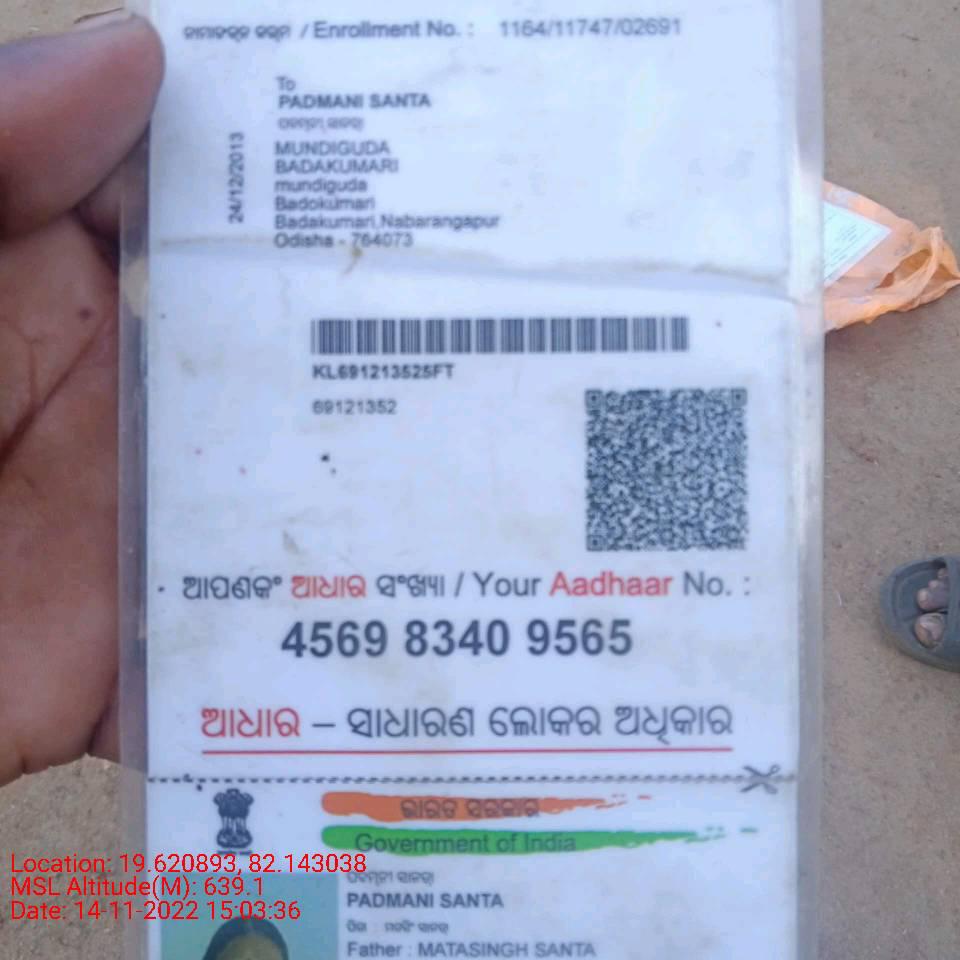 ନାମାଙ୍କନ କ୍ରମ / Enrollment No. : 1164/11747/02691
To
PADMANI SANTA
ପଦମୂନୀ ସାନ୍ତା
MUNDIGUDA
BADAKUMARI
mundiguda
Badokumari
Badakumari,Nabarangapur
Odisha - 764073
24/12/2013
KL691213525FT
69121352
ଆପଣଙ୍କ ଆଧାର ସଂଖ୍ୟା / Your Aadhaar No. :
4569 8340 9565
ଆଧାର – ସାଧାରଣ ଲୋକର ଅଧିକାର
ଭାରତ ସରକାର
Government of India
PADMANI SANTA
Father : MATASINGH SANTA
Location: 19.620893, 82.143038
MSL Altitude(M): 639.1
Date: 14-11-2022 15:03:36